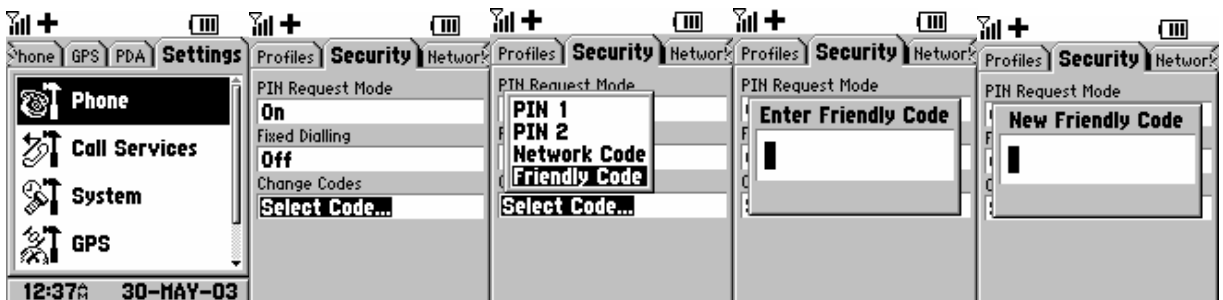 Phone GPS PDA Settings
Phone
Call Services
System
GPS
12:37AM 30-MAY-03
Profiles Security Network
PIN Request Mode
On
Fixed Dialling
Off
Change Codes
Select Code...
Profiles Security Network
PIN Request Mode
PIN 1
PIN 2
Network Code
Friendly Code
Select Code...
Profiles Security Network
PIN Request Mode
Enter Friendly Code
Profiles Security Network
PIN Request Mode
New Friendly Code